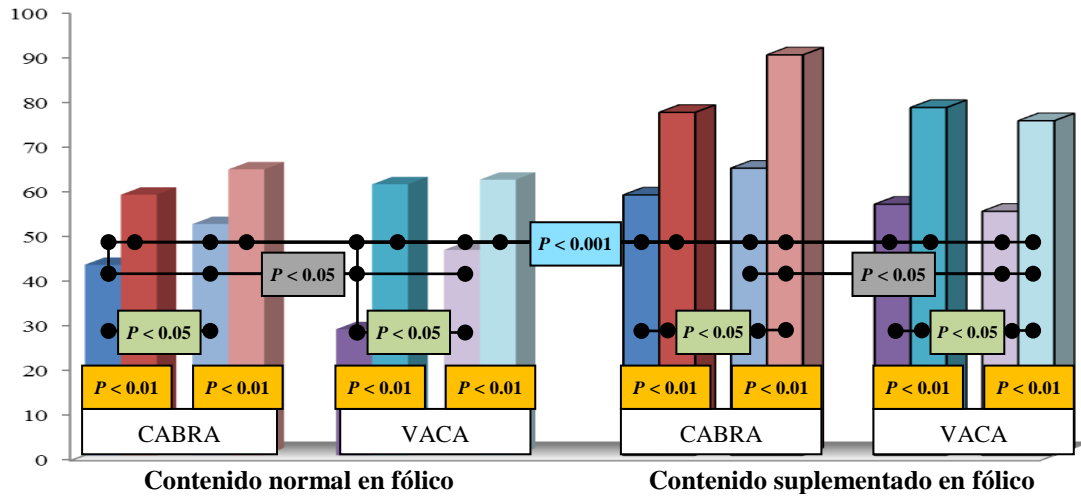 100
90
80
70
60
50
40
30
20
10
0
P < 0.001
P < 0.05
P < 0.05
P < 0.05
P < 0.05
P < 0.05
P < 0.05
P < 0.01
P < 0.01
P < 0.01
P < 0.01
P < 0.01
P < 0.01
P < 0.01
P < 0.01
CABRA
VACA
CABRA
VACA
Contenido normal en fólico
Contenido suplementado en fólico